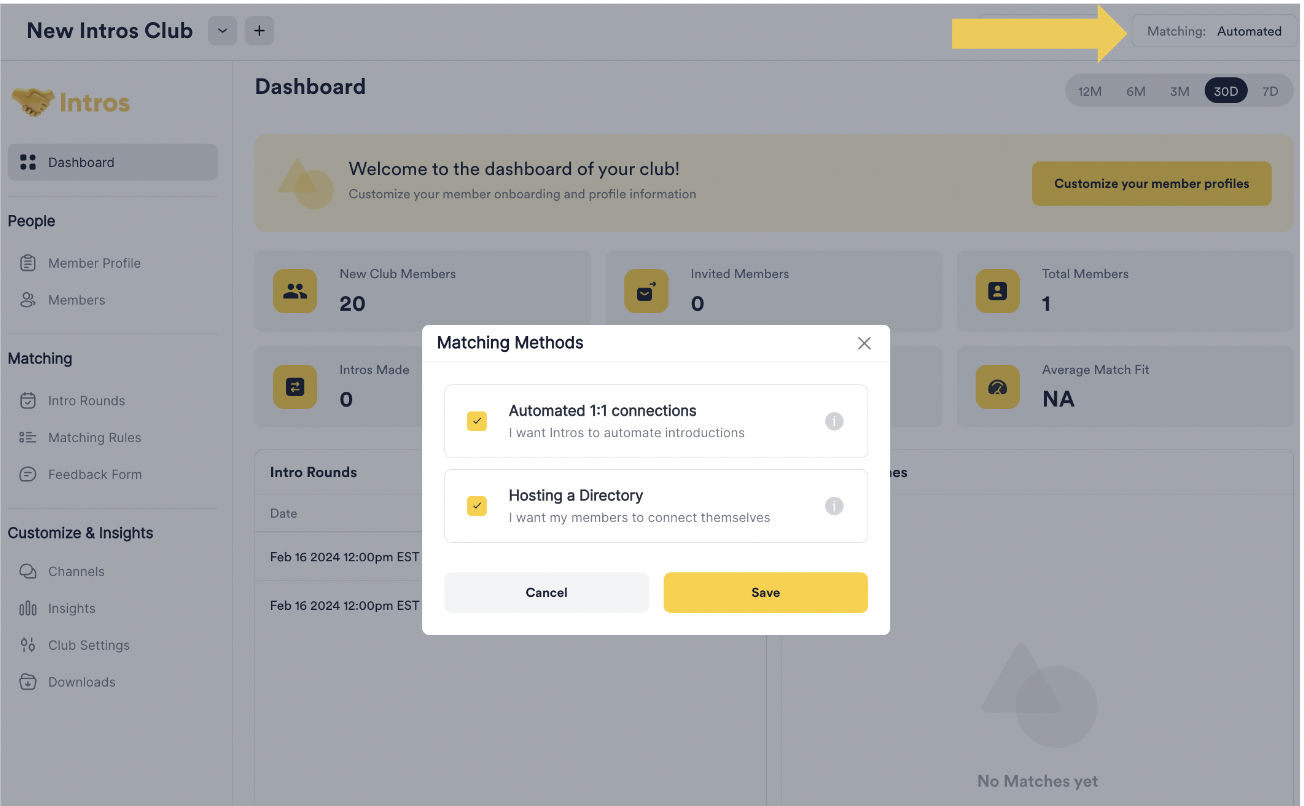 New Intros Club
Matching: Automated
Intros
Dashboard
People
Member Profile
Members
Matching
Intro Rounds
Matching Rules
Feedback Form
Customize & Insights
Channels
Insights
Club Settings
Downloads
Dashboard
12M 6M 3M 30D 7D
Welcome to the dashboard of your club!
Customize your member onboarding and profile information
Customize your member profiles
New Club Members
20
Invited Members
0
Total Members
1
Intros Made
0
Average Match Fit
NA
Intro Rounds
Date
Feb 16 2024 12:00pm EST
Feb 16 2024 12:00pm EST
No Matches yet
Matching Methods
Automated 1:1 connections
I want Intros to automate introductions
Hosting a Directory
I want my members to connect themselves
Cancel
Save